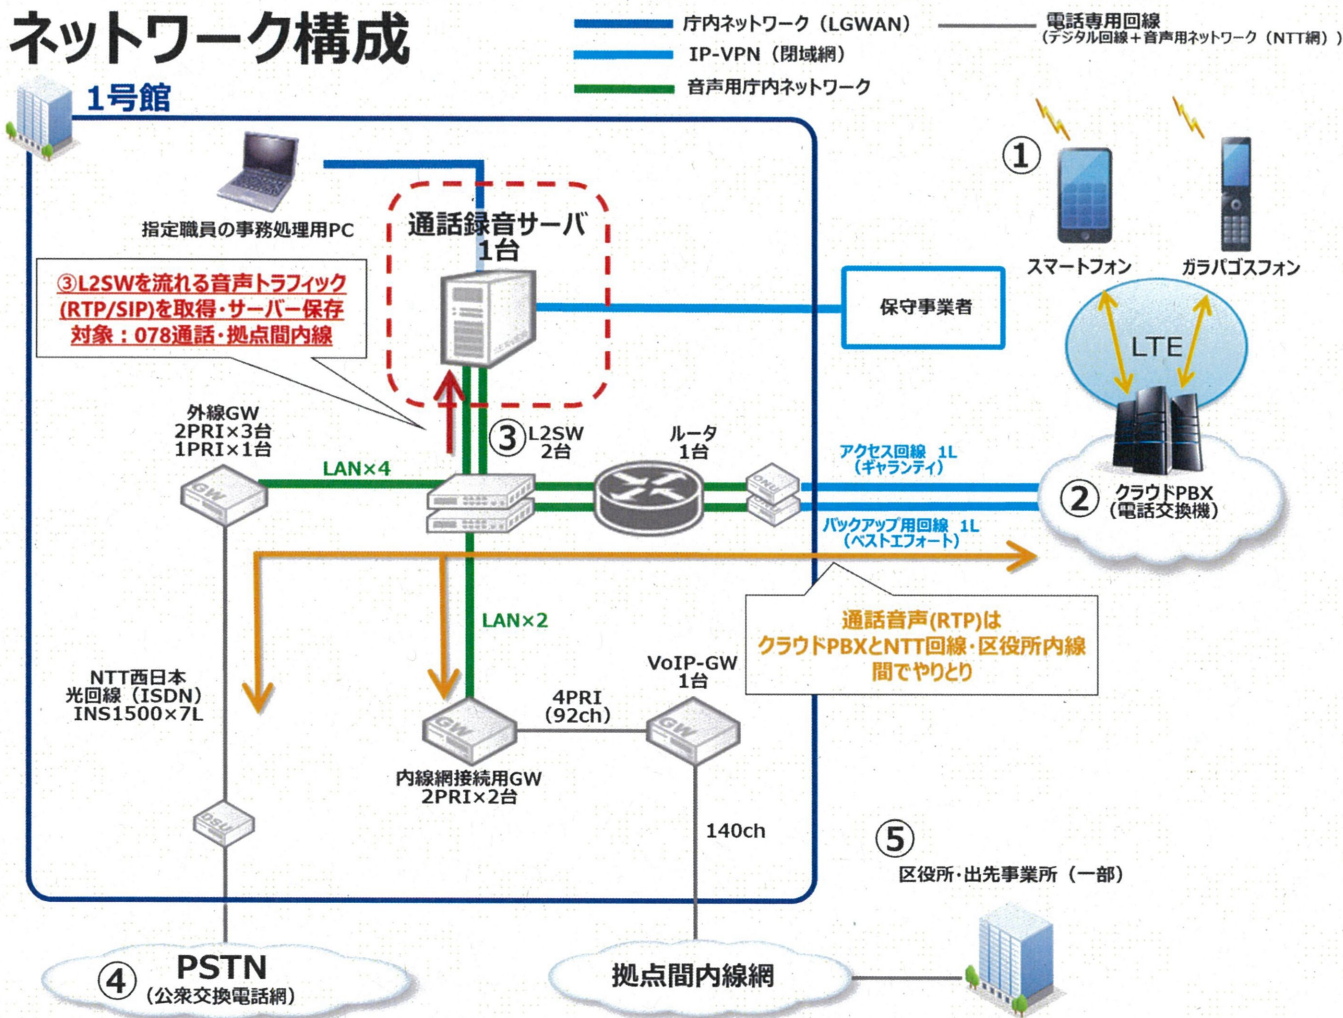 ネットワーク構成
庁内ネットワーク（LGWAN）
IP-VPN（閉域網）
音声用庁内ネットワーク
電話専用回線
（デジタル回線＋音声用ネットワーク（NTT網））
1号館
指定職員の事務処理用PC
通話録音サーバ
1台
③L2SWを流れる音声トラフィック
(RTP/SIP)を取得・サーバー保存
対象：078通話・拠点間内線
保守事業者
①
スマートフォン
ガラパゴスフォン
LTE
②
クラウドPBX
（電話交換機）
外線GW
2PRI×3台
1PRI×1台
GW
LAN×4
③
L2SW
2台
ルータ
1台
ONU
アクセス回線 1L
（ギャランティ）
バックアップ用回線 1L
（ベストエフォート）
通話音声(RTP)は
クラウドPBXとNTT回線・区役所内線
間でやりとり
LAN×2
NTT西日本
光回線（ISDN）
INS1500×7L
GW
内線網接続用GW
2PRI×2台
4PRI
（92ch）
VoIP-GW
1台
GW
DSU
140ch
⑤
区役所・出先事業所（一部）
④
PSTN
（公衆交換電話網）
拠点間内線網